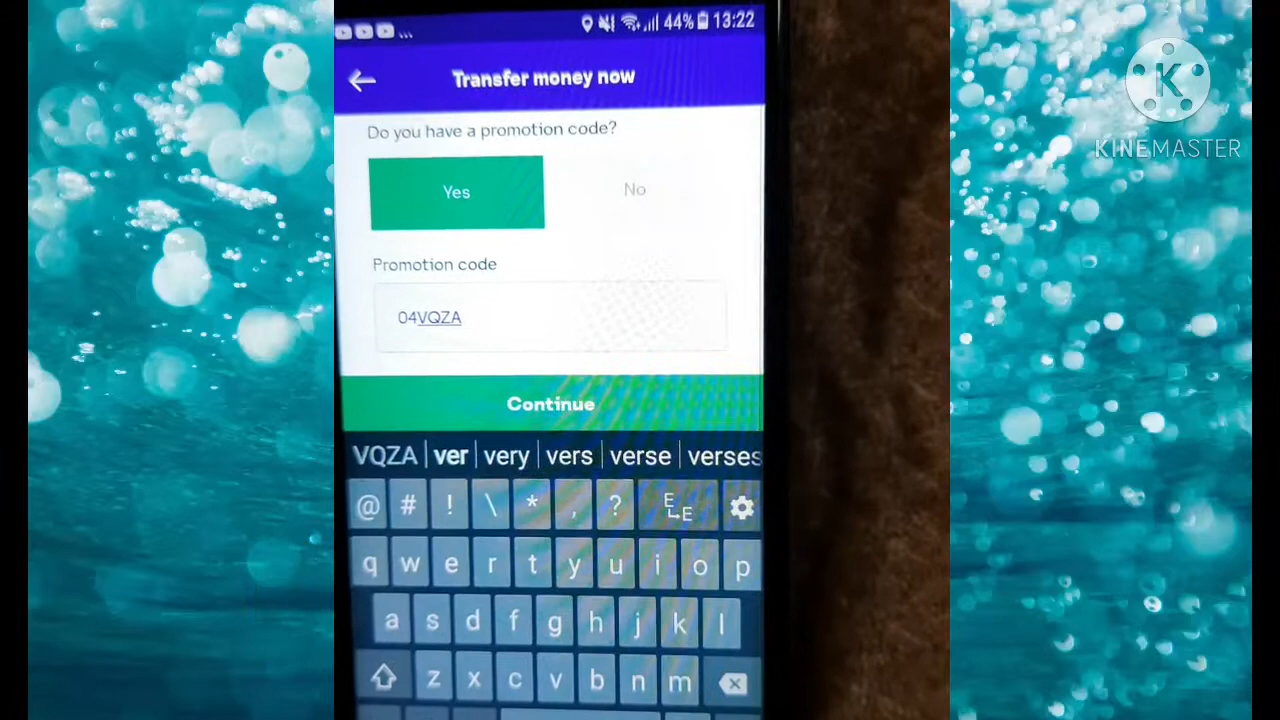 ... 44% 13:22
Transfer money now
K
KINEMASTER
Do you have a promotion code?
Yes No
Promotion code
04VQZA
Continue
VQZA ver very vers verse verses
@ # ! \ * , ? E E
q w e r t y u i o p
a s d f g h j k l
z x c v b n m